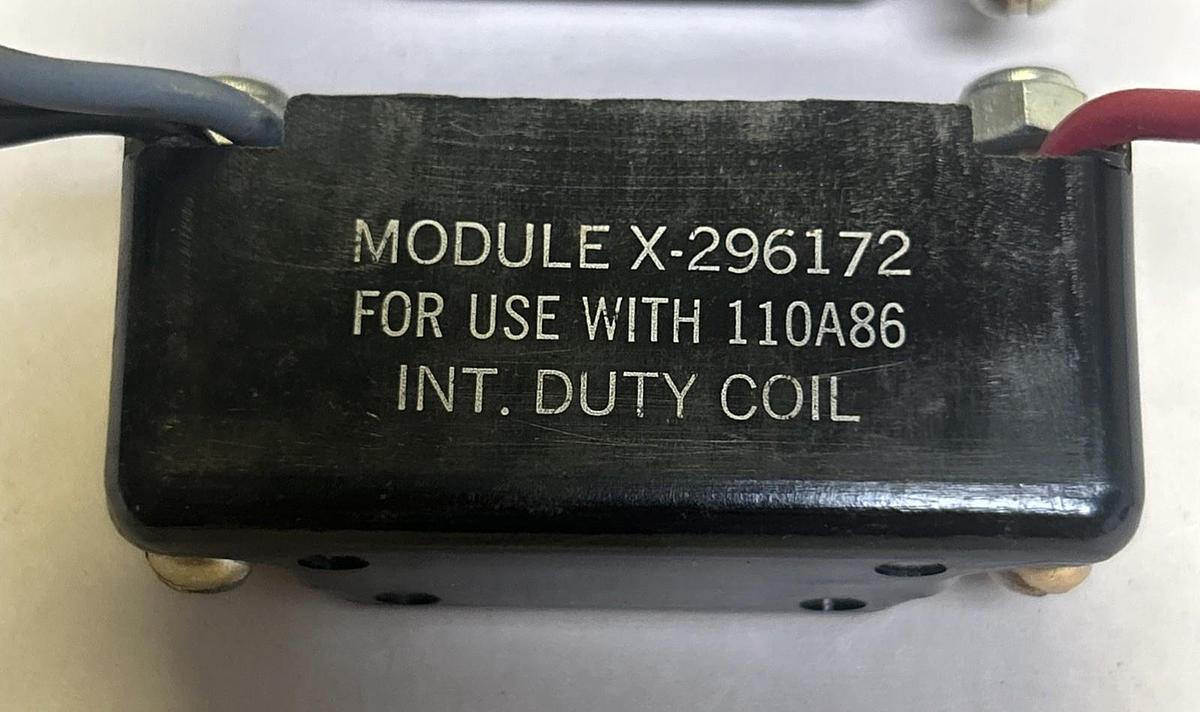 MODULE X-296172
FOR USE WITH 110A86
INT. DUTY COIL